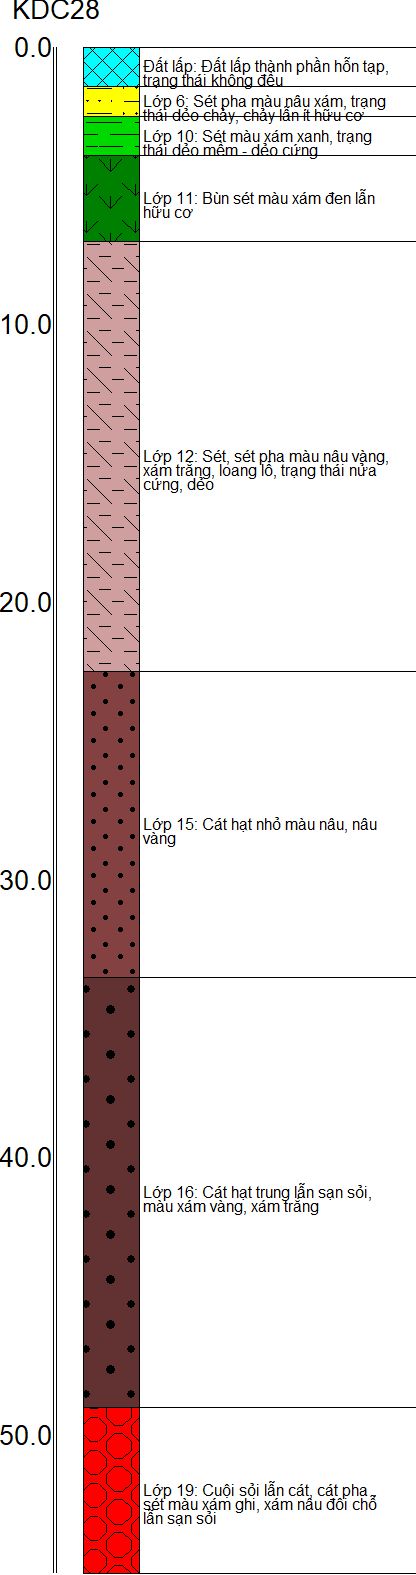 KDC28
0.0
Đất lấp: Đất lấp thành phần hỗn tạp,
trạng thái không đều
Lớp 6: Sét pha màu nâu xám, trạng
thái dẻo chảy, chảy lẫn ít hữu cơ
Lớp 10: Sét màu xám xanh, trạng
thái dẻo mềm - dẻo cứng
Lớp 11: Bùn sét màu xám đen lẫn
hữu cơ
10.0
Lớp 12: Sét, sét pha màu nâu vàng,
xám trắng, loang lổ, trạng thái nửa
cứng, dẻo
20.0
Lớp 15: Cát hạt nhỏ màu nâu, nâu
vàng
30.0
40.0
Lớp 16: Cát hạt trung lẫn sạn sỏi,
màu xám vàng, xám trắng
50.0
Lớp 19: Cuội sỏi lẫn cát, cát pha
sét màu xám ghi, xám nâu đôi chỗ
lẫn sạn sỏi